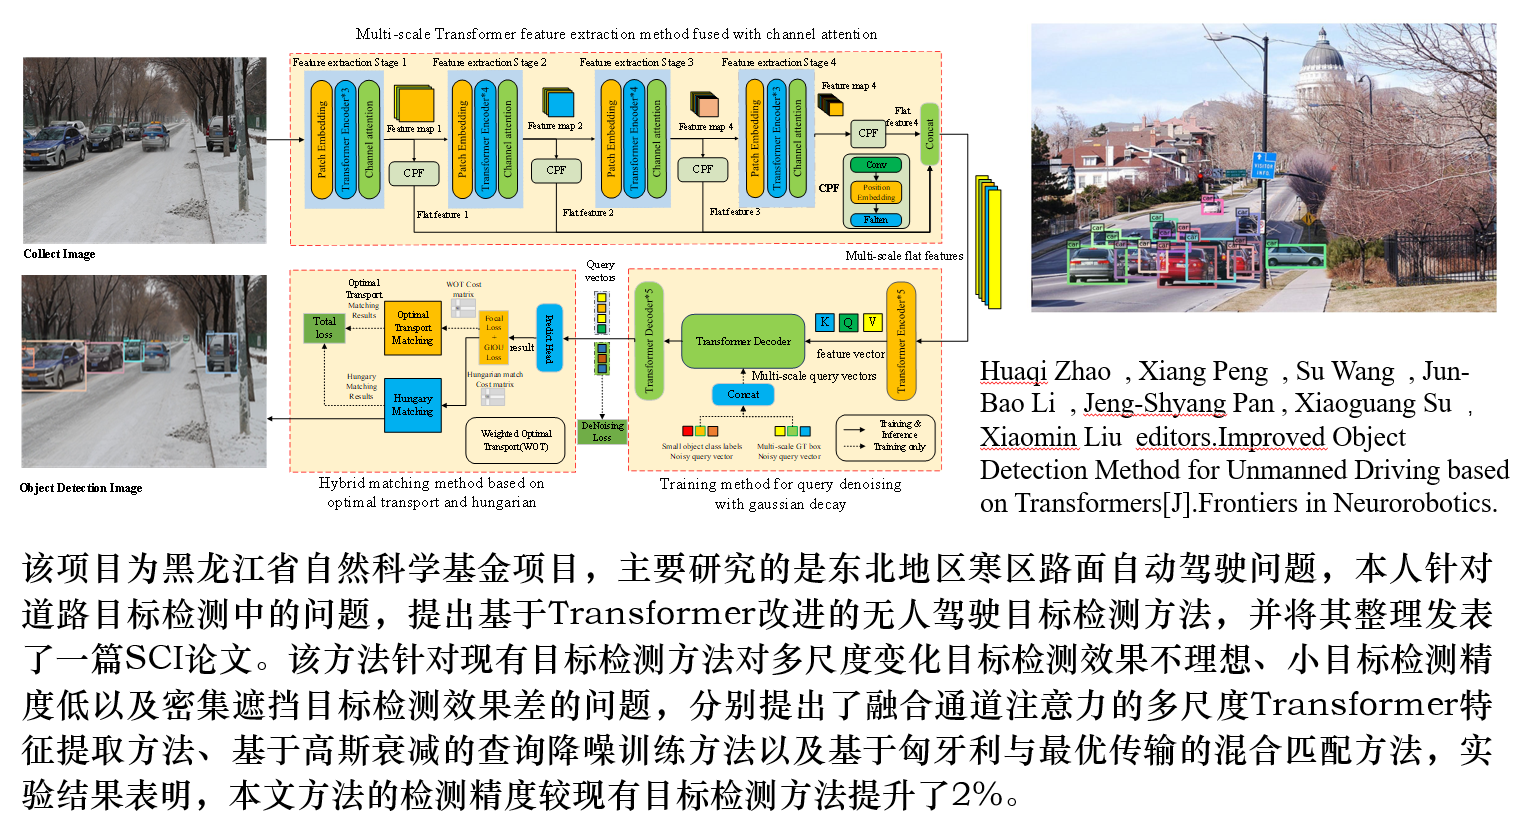 Multi-scale Transformer feature extraction method fused with channel attention
Feature extraction Stage 1
Feature extraction Stage 2
Feature extraction Stage 3
Feature extraction Stage 4
Patch Embedding
Transformer Encoder*3
Channel attention
Feature map 1
CPF
Flat feature 1
Patch Embedding
Transformer Encoder*4
Channel attention
Feature map 2
CPF
Flat feature 2
Patch Embedding
Transformer Encoder*4
Channel attention
Feature map 4
CPF
Flat feature 3
Patch Embedding
Transformer Encoder*3
Channel attention
Feature map 4
CPF
Flat
feature4
Concat
CPF
Conv
Position
Embedding
Falten
Collect Image
Multi-scale flat features
Optimal
Transport
Matching
Results
WOT Cost
matrix
Total
loss
Optimal
Transport
Matching
Focal
Loss
+
GIOU
Loss
result
Predict Head
Hungary
Matching
Results
Hungary
Matching
Hungarian match
Cost matrix
Weighted Optimal
Transport(WOT)
Query
vectors
DeNoising
Loss
Transformer Decoder*5
Transformer Decoder
K
Q
V
feature vector
Transformer Encoder*5
Multi-scale query vectors
Concat
Small object class labels
Noisy query vector
Multi-scale GT box
Noisy query vector
Training &
Inference
Training only
Object Detection Image
Hybrid matching method based on
optimal transport and hungarian
Training method for query denoising
with gaussian decay
VISITOR
INFO.
car
car
car
car
car
car
car
Huaqi Zhao , Xiang Peng , Su Wang , Jun-
Bao Li , Jeng-Shyang Pan , Xiaoguang Su ,
Xiaomin Liu editors.Improved Object
Detection Method for Unmanned Driving based
on Transformers[J].Frontiers in Neurorobotics.
该项目为黑龙江省自然科学基金项目，主要研究的是东北地区寒区路面自动驾驶问题，本人针对
道路目标检测中的问题，提出基于Transformer改进的无人驾驶目标检测方法，并将其整理发表
了一篇SCI论文。该方法针对现有目标检测方法对多尺度变化目标检测效果不理想、小目标检测精
度低以及密集遮挡目标检测效果差的问题，分别提出了融合通道注意力的多尺度Transformer特
征提取方法、基于高斯衰减的查询降噪训练方法以及基于匈牙利与最优传输的混合匹配方法，实
验结果表明，本文方法的检测精度较现有目标检测方法提升了2%。